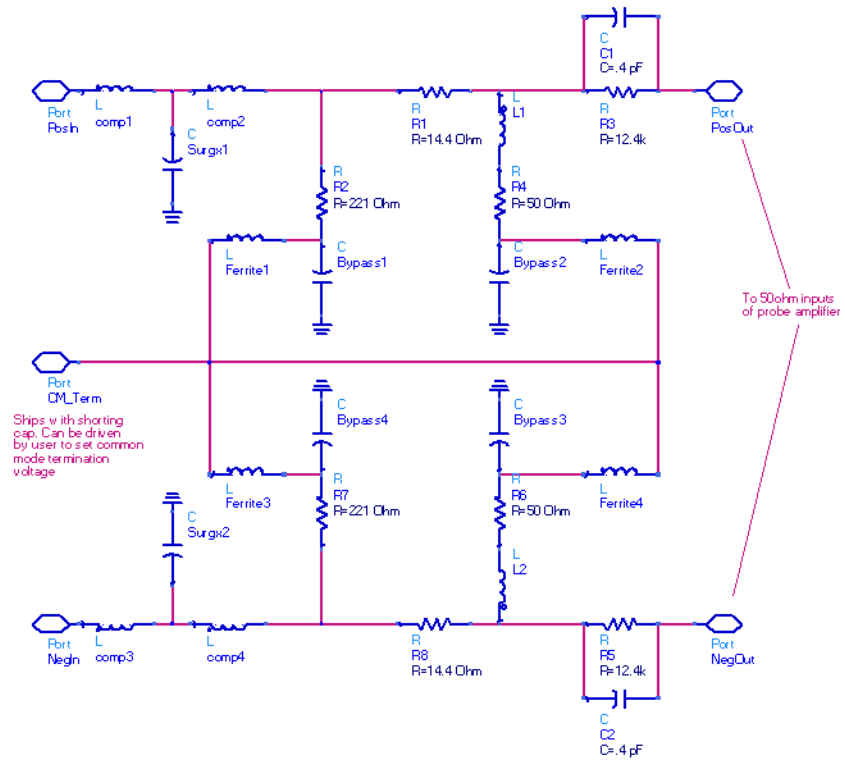 C
C1
C=.4 pF
Port
PosIn
L
comp1
L
comp2
C
Surgx1
R
R1
R=14.4 Ohm
L
L1
R
R3
R=12.4k
Port
PosOut
R
R2
R=221 Ohm
R
R4
R=50 Ohm
L
Ferrite1
C
Bypass1
C
Bypass2
L
Ferrite2
To 50ohm inputs
of probe amplifier
Port
CM_Term
Ships with shorting
cap. Can be driven
by user to set common
mode termination
voltage
C
Bypass4
C
Bypass3
L
Ferrite3
R
R7
R=221 Ohm
R
R6
R=50 Ohm
L
Ferrite4
C
Surgx2
L
L2
Port
NegIn
L
comp3
L
comp4
R
R8
R=14.4 Ohm
R
R5
R=12.4k
Port
NegOut
C
C2
C=.4 pF